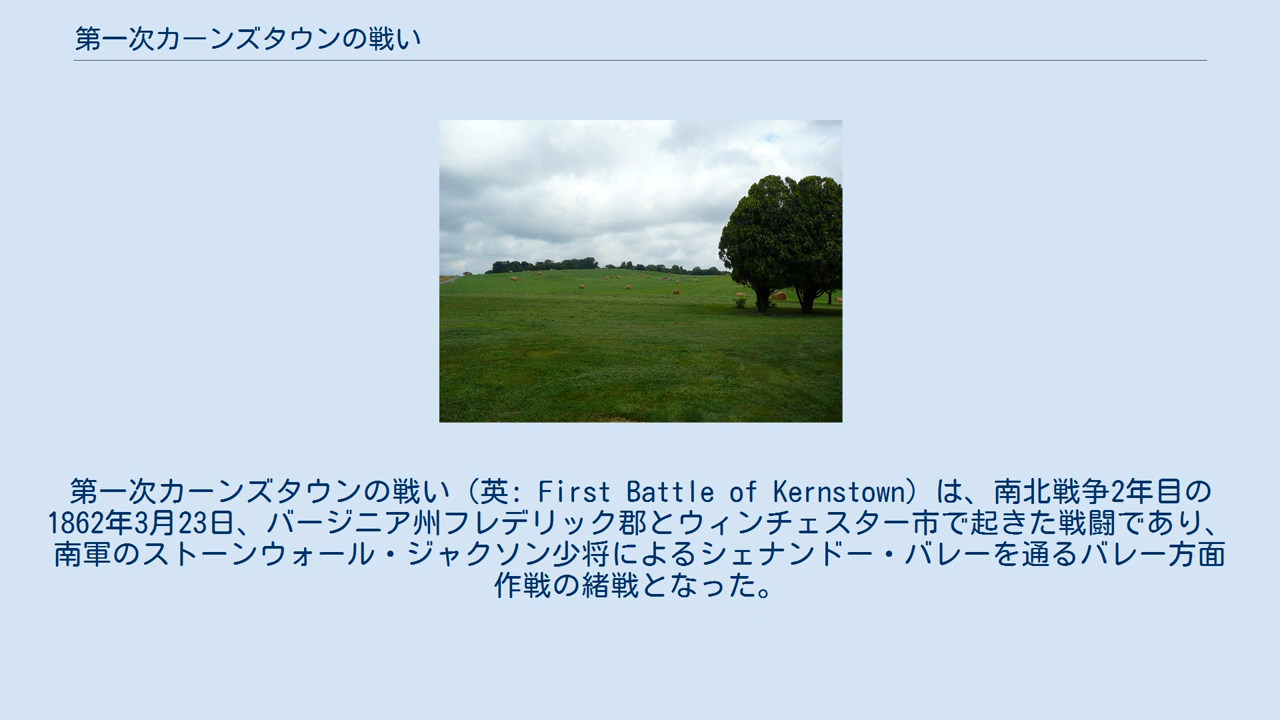 第一次カーンズタウンの戦い
第一次カーンズタウンの戦い（英: First Battle of Kernstown）は、南北戦争2年目の
1862年3月23日、バージニア州フレデリック郡とウィンチェスター市で起きた戦闘であり、
南軍のストーンウォール・ジャクソン少将によるシェナンドー・バレーを通るバレー方面
作戦の緒戦となった。